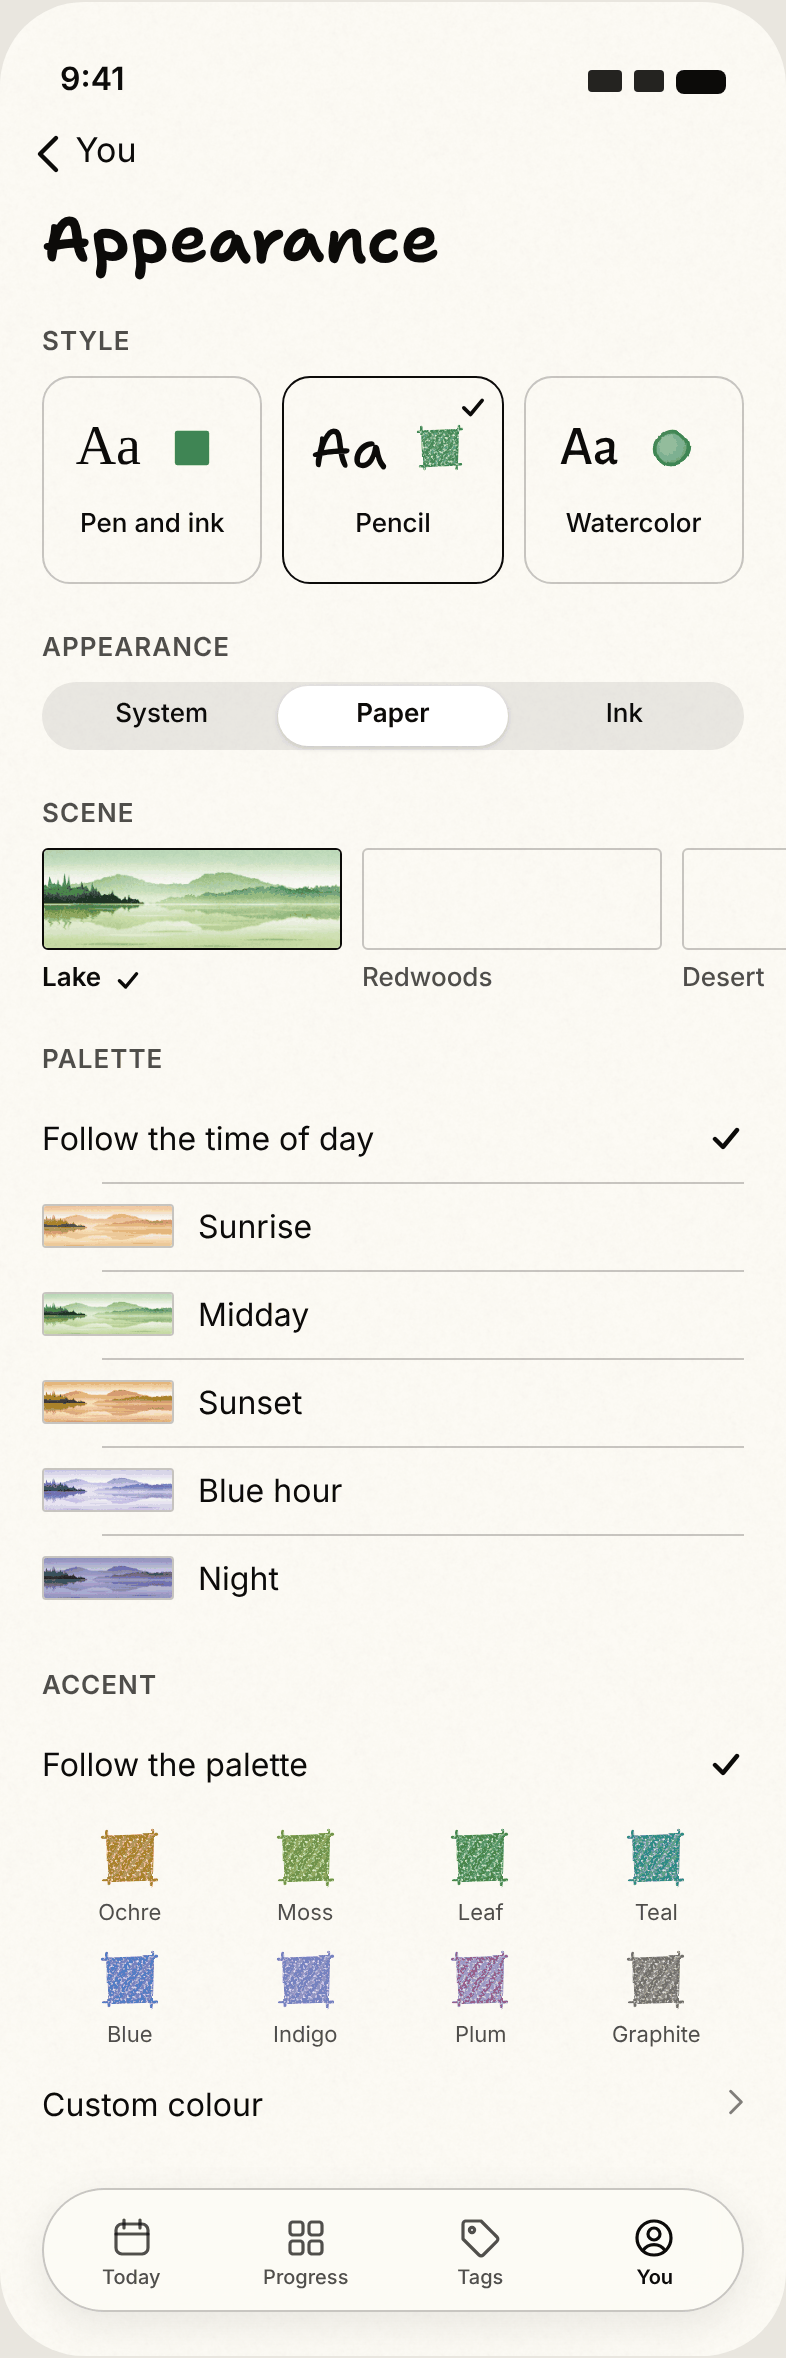 9:41
You
Appearance
STYLE
Aa
Aa
Aa
Pen and ink
Pencil
Watercolor
APPEARANCE
System
Paper
Ink
SCENE
Lake
Redwoods
Desert
PALETTE
Follow the time of day
Sunrise
Midday
Sunset
Blue hour
Night
ACCENT
Follow the palette
Ochre
Moss
Leaf
Teal
Blue
Indigo
Plum
Graphite
Custom colour
Today
Progress
Tags
You